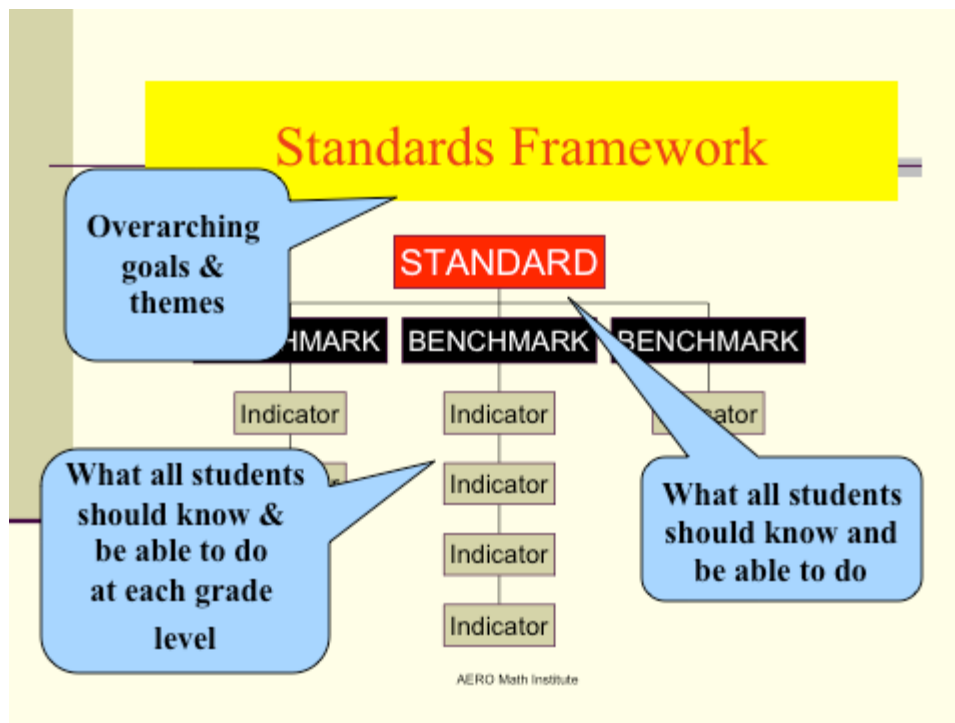 Standards Framework
Overarching
goals &
themes
STANDARD
HMARK
BENCHMARK
BENCHMARK
Indicator
Indicator
What all students
should know &
be able to do
at each grade
level
Indicator
Indicator
Indicator
What all students
should know and
be able to do
AERO Math Institute